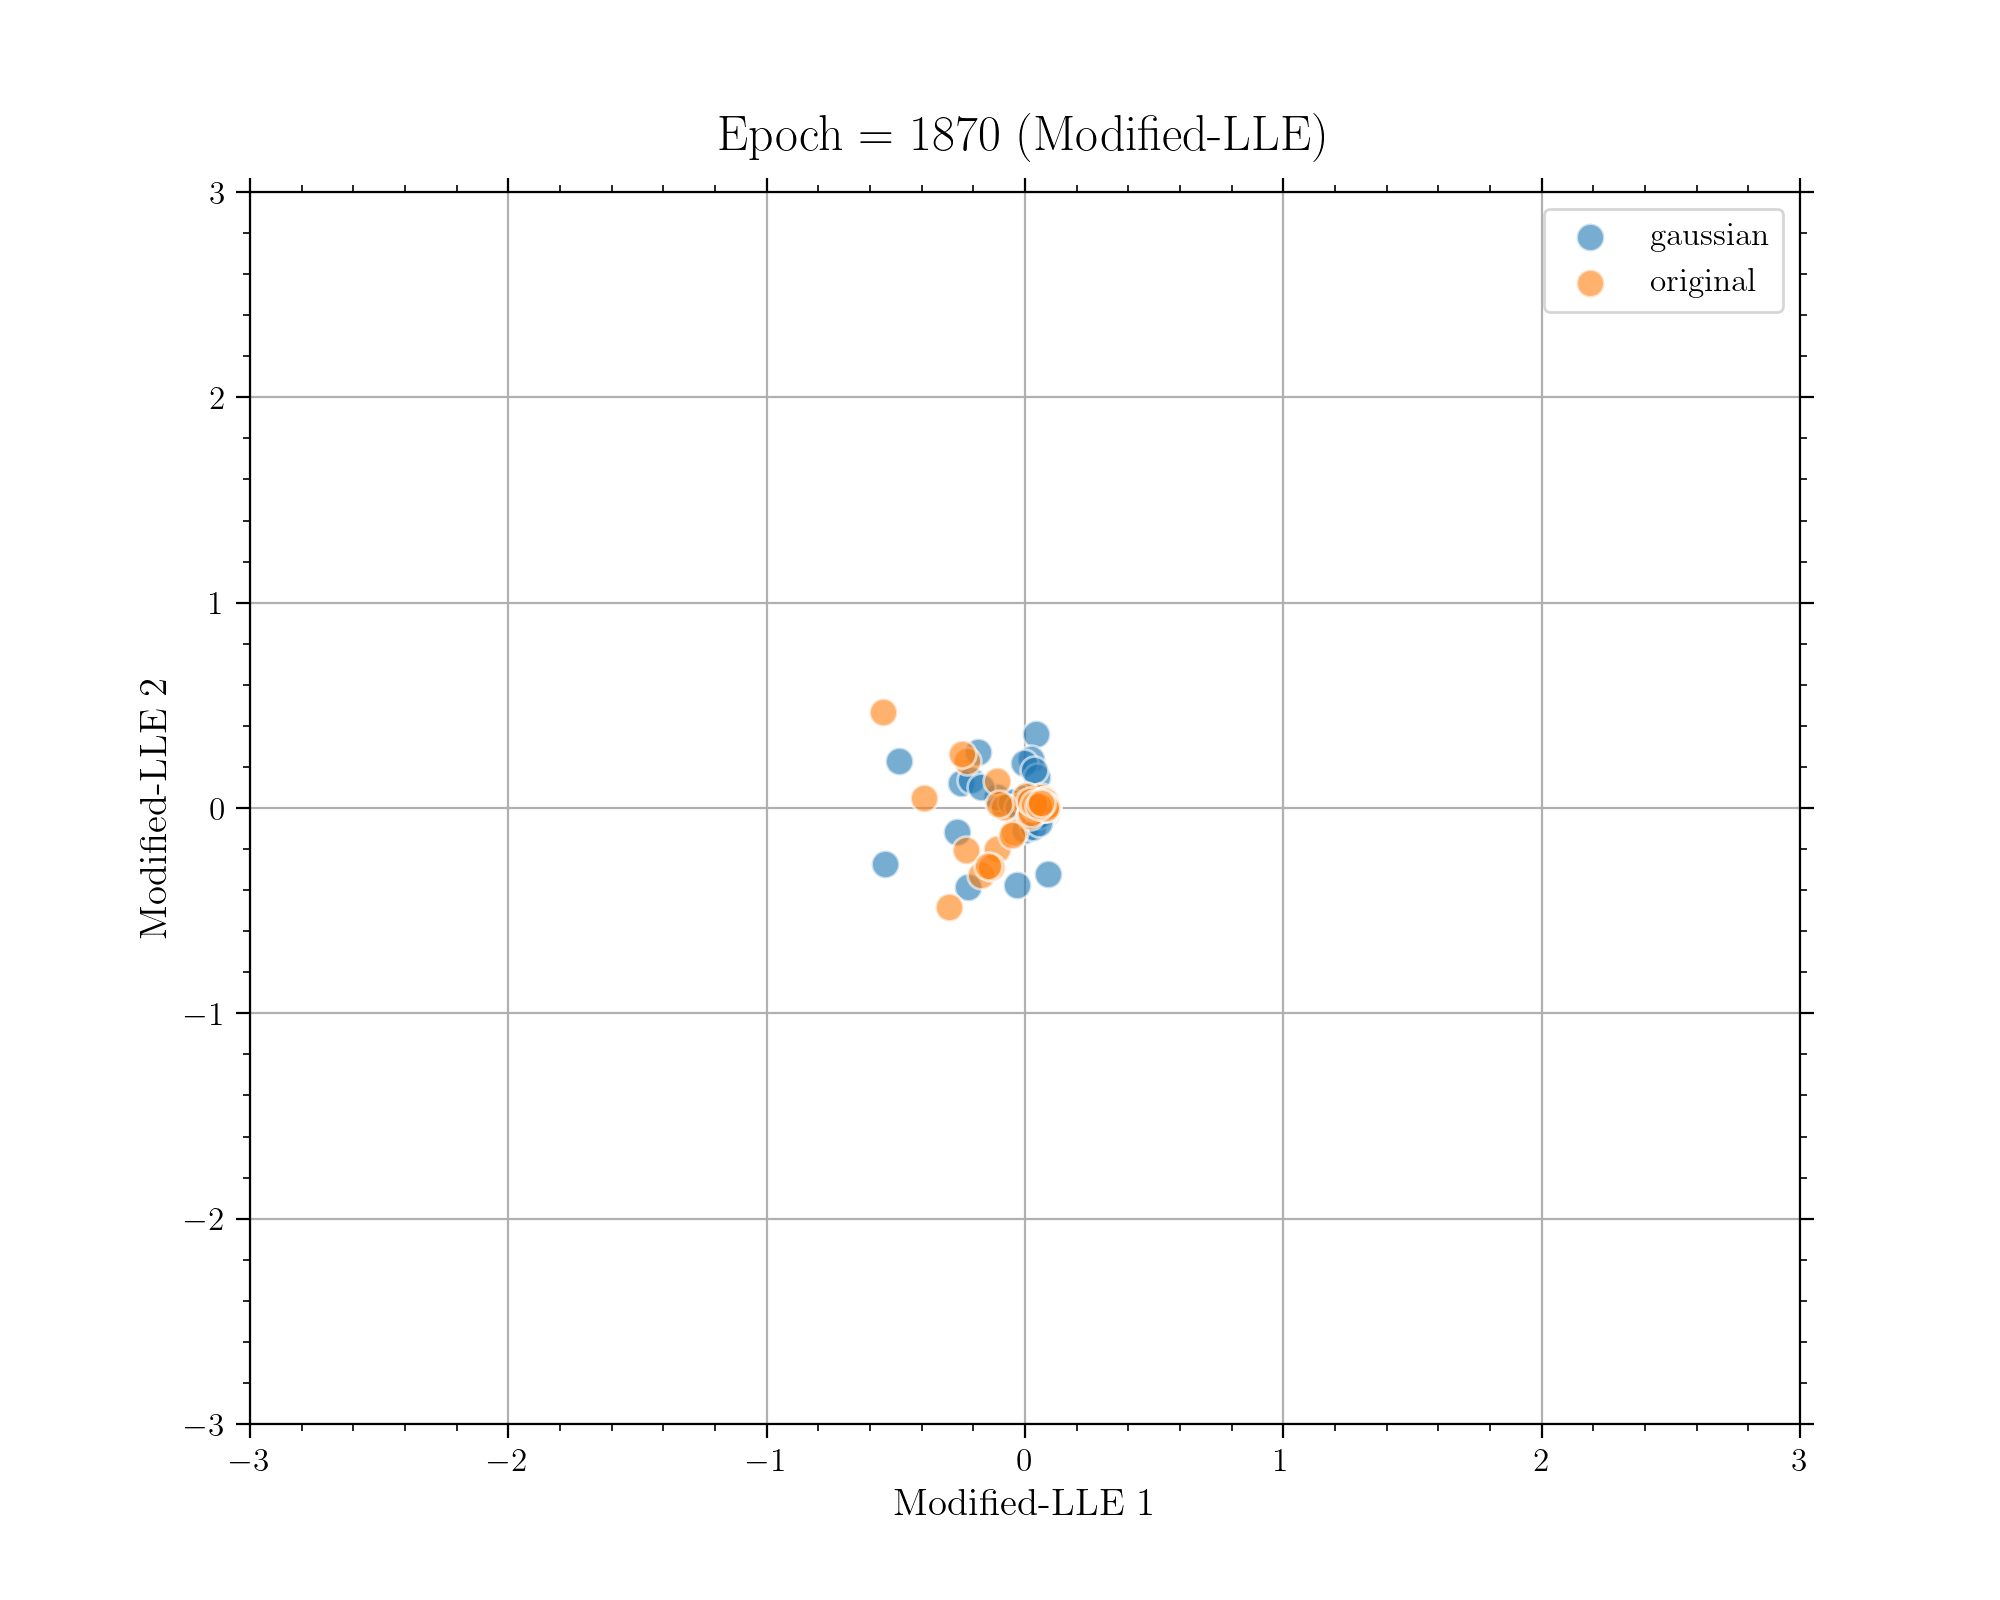 Epoch = 1870 (Modified-LLE)
gaussian
original
3
2
1
0
−1
−2
−3
Modified-LLE 2
−3 −2 −1 0 1 2 3
Modified-LLE 1